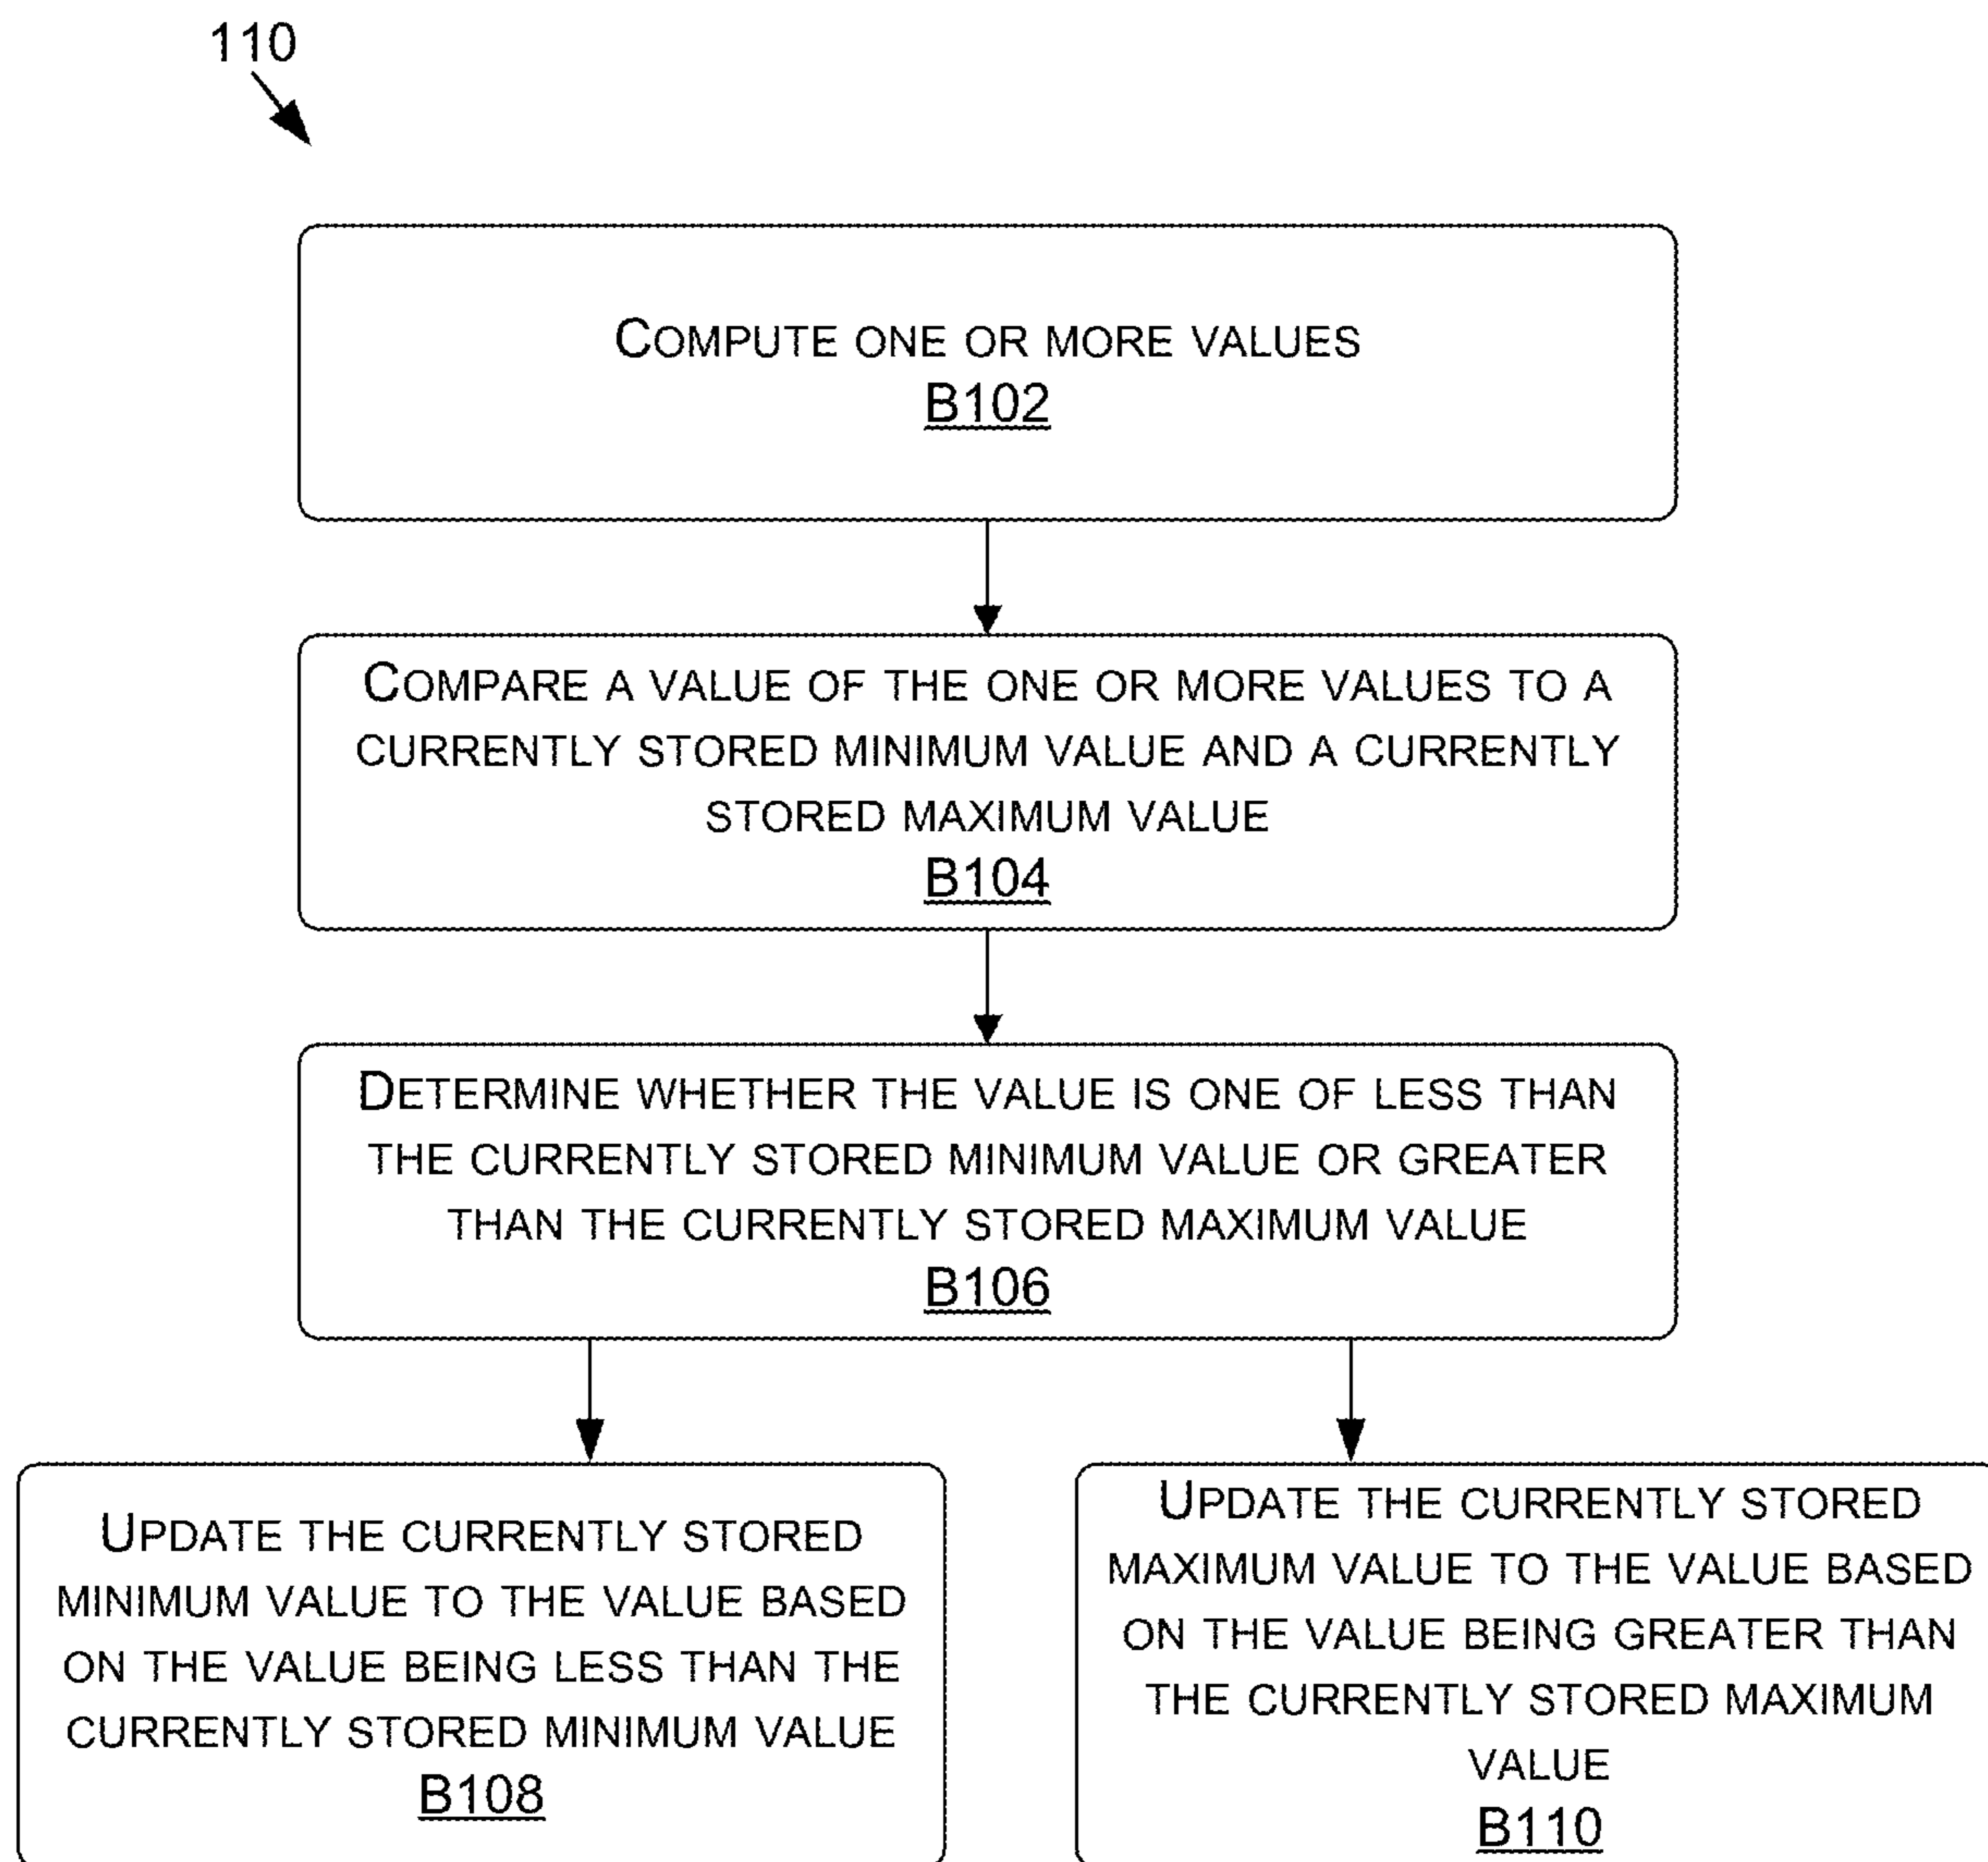 110
COMPUTE ONE OR MORE VALUES
B102
COMPARE A VALUE OF THE ONE OR MORE VALUES TO A
CURRENTLY STORED MINIMUM VALUE AND A CURRENTLY
STORED MAXIMUM VALUE
B104
DETERMINE WHETHER THE VALUE IS ONE OF LESS THAN
THE CURRENTLY STORED MINIMUM VALUE OR GREATER
THAN THE CURRENTLY STORED MAXIMUM VALUE
B106
UPDATE THE CURRENTLY STORED
MINIMUM VALUE TO THE VALUE BASED
ON THE VALUE BEING LESS THAN THE
CURRENTLY STORED MINIMUM VALUE
B108
UPDATE THE CURRENTLY STORED
MAXIMUM VALUE TO THE VALUE BASED
ON THE VALUE BEING GREATER THAN
THE CURRENTLY STORED MAXIMUM
VALUE
B110